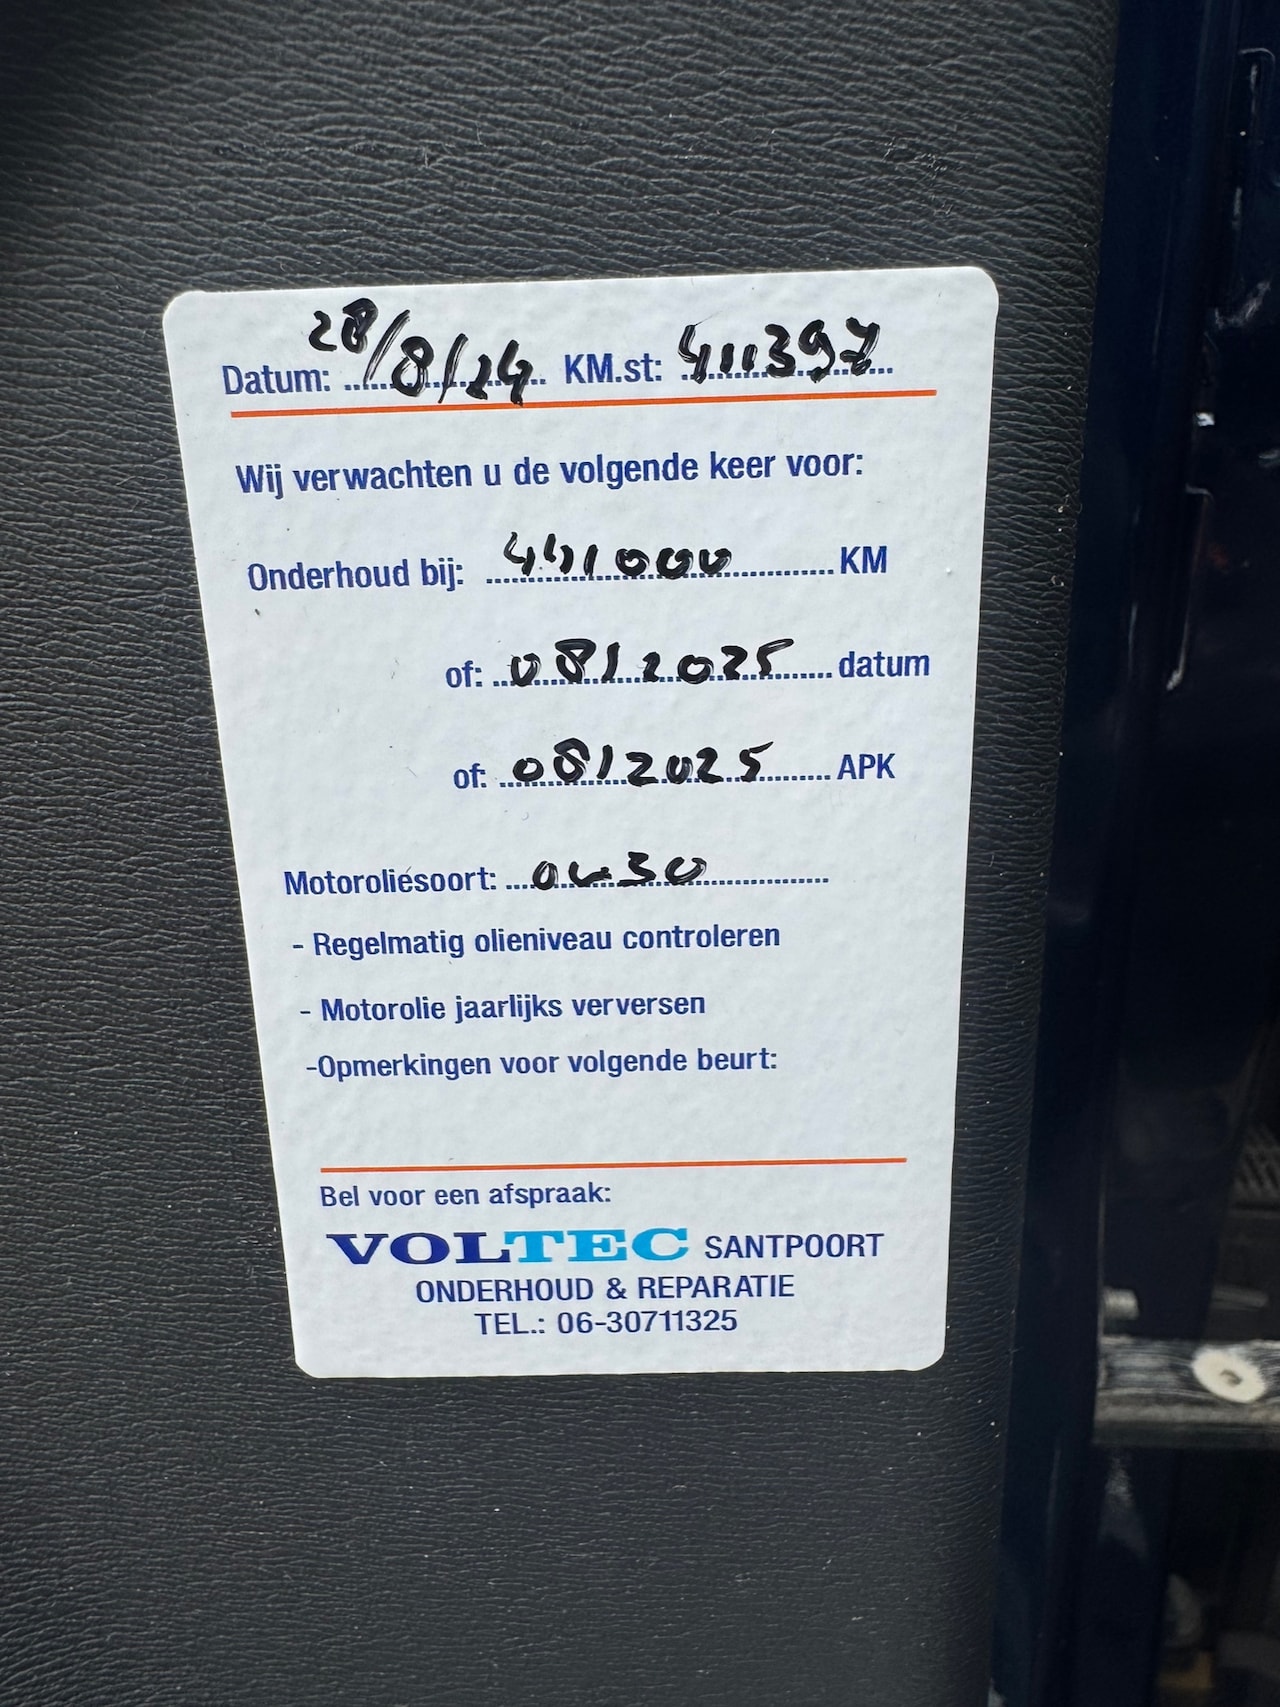 Datum: 28/8/24 KM.st: 411397
Wij verwachten u de volgende keer voor:
Onderhoud bij: 441000 KM
of: 08/2025 datum
of: 08/2025 APK
Motoroliesoort: 0W30
- Regelmatig olieniveau controleren
- Motorolie jaarlijks verversen
-Opmerkingen voor volgende beurt:
Bel voor een afspraak:
VOLTEC SANTPOORT
ONDERHOUD & REPARATIE
TEL.: 06-30711325